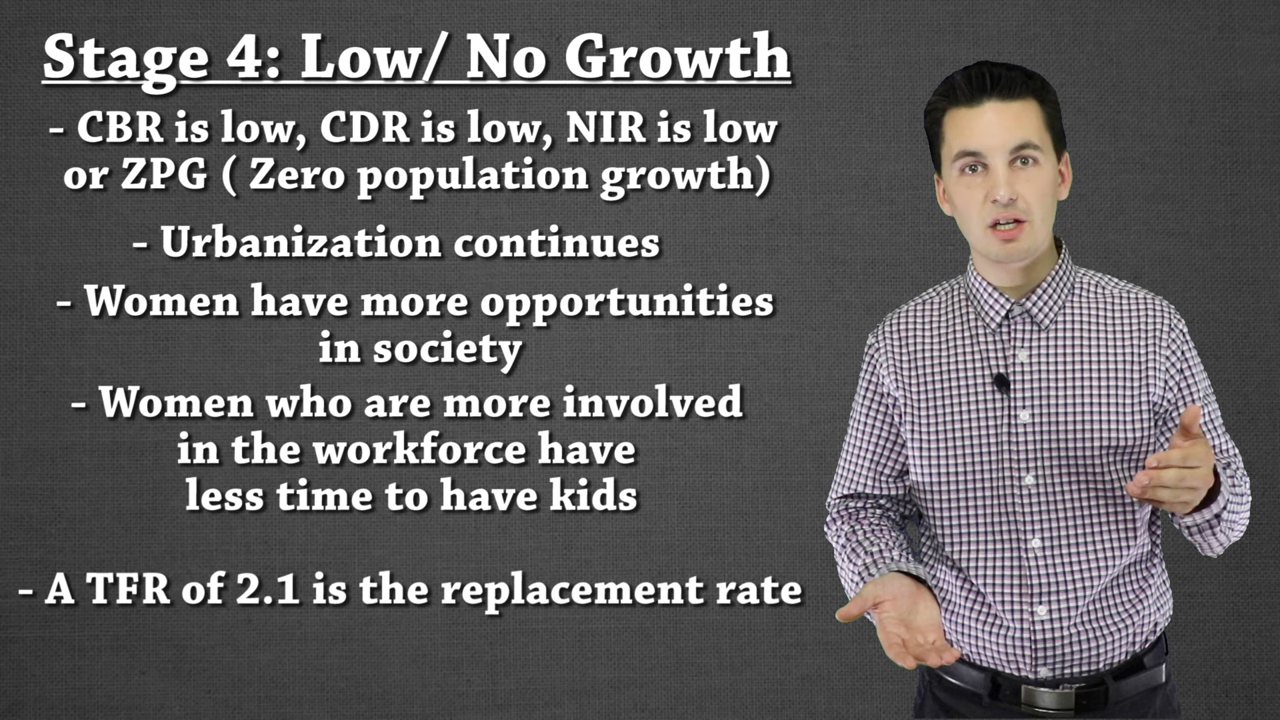 Stage 4: Low/ No Growth
- CBR is low, CDR is low, NIR is low
or ZPG ( Zero population growth)
- Urbanization continues
- Women have more opportunities
in society
- Women who are more involved
in the workforce have
less time to have kids
- A TFR of 2.1 is the replacement rate